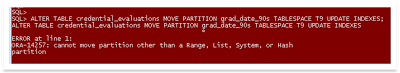 SQL>
SQL> ALTER TABLE credential_evaluations MOVE PARTITION grad_date_90s TABLESPACE T9 UPDATE INDEXES;
ALTER TABLE credential_evaluations MOVE PARTITION grad_date_90s TABLESPACE T9 UPDATE INDEXES
ERROR at line 1:
ORA-14257: cannot move partition other than a Range, List, System, or Hash
partition